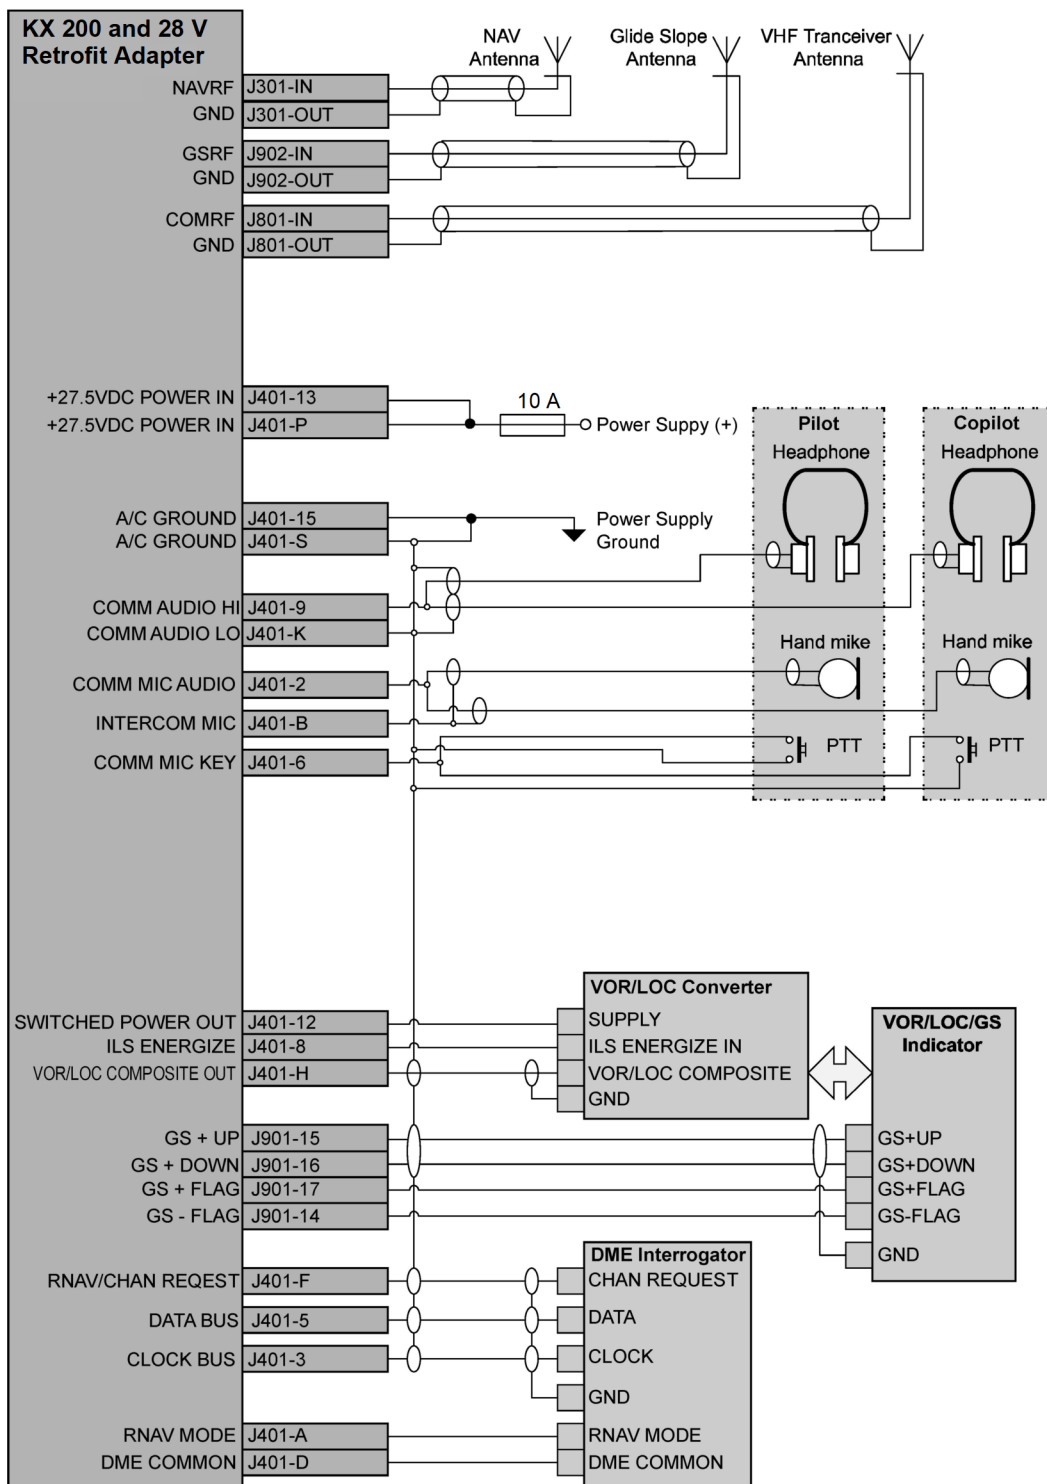 KX 200 and 28 V
Retrofit Adapter
NAV
Antenna
Glide Slope
Antenna
VHF Tranceiver
Antenna
NAVRF J301-IN
GND J301-OUT
GSRF J902-IN
GND J902-OUT
COMRF J801-IN
GND J801-OUT
+27.5VDC POWER IN J401-13
+27.5VDC POWER IN J401-P
10 A
Power Suppy (+)
A/C GROUND J401-15
A/C GROUND J401-S
Power Supply
Ground
Pilot
Headphone
Copilot
Headphone
COMM AUDIO HI J401-9
COMM AUDIO LO J401-K
COMM MIC AUDIO J401-2
INTERCOM MIC J401-B
COMM MIC KEY J401-6
Hand mike
Hand mike
PTT
PTT
SWITCHED POWER OUT J401-12
ILS ENERGIZE J401-8
VOR/LOC COMPOSITE OUT J401-H
VOR/LOC Converter
SUPPLY
ILS ENERGIZE IN
VOR/LOC COMPOSITE
GND
VOR/LOC/GS
Indicator
GS + UP J901-15
GS + DOWN J901-16
GS + FLAG J901-17
GS - FLAG J901-14
GS+UP
GS+DOWN
GS+FLAG
GS-FLAG
GND
RNAV/CHAN REQEST J401-F
DATA BUS J401-5
CLOCK BUS J401-3
RNAV MODE J401-A
DME COMMON J401-D
DME Interrogator
CHAN REQUEST
DATA
CLOCK
GND
RNAV MODE
DME COMMON